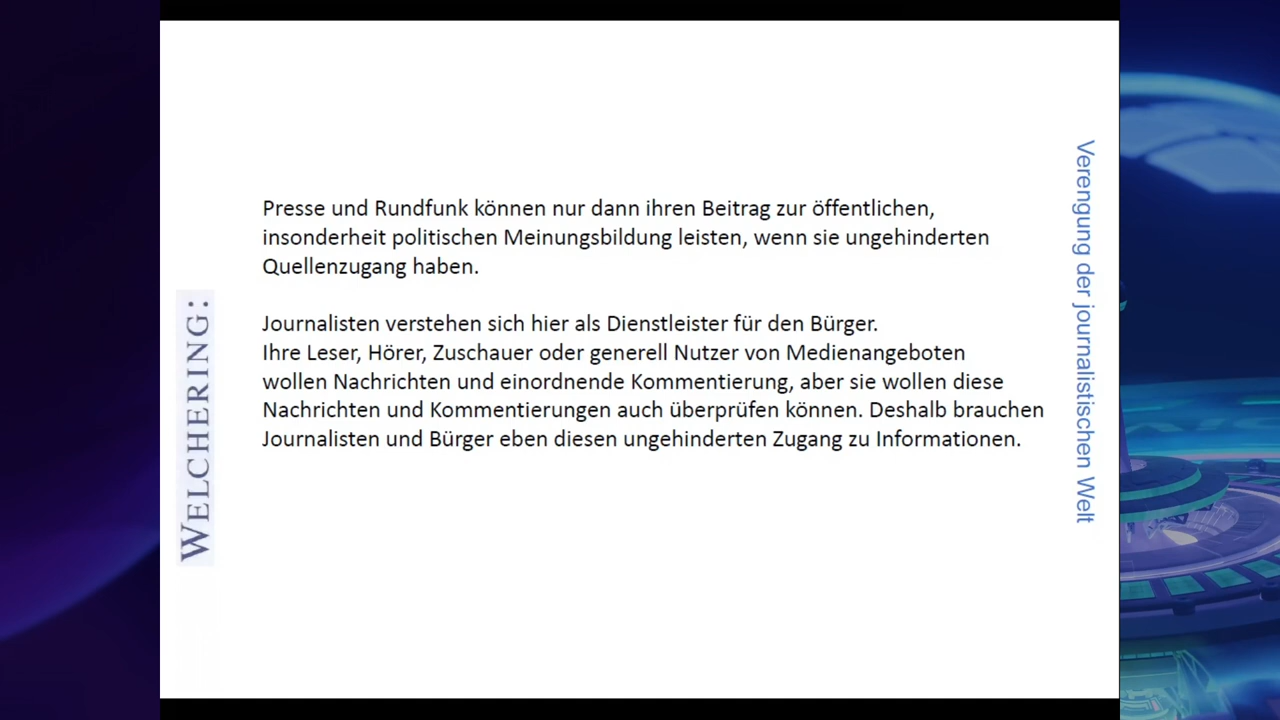 Presse und Rundfunk können nur dann ihren Beitrag zur öffentlichen,
insonderheit politischen Meinungsbildung leisten, wenn sie ungehinderten
Quellenzugang haben.
Journalisten verstehen sich hier als Dienstleister für den Bürger.
Ihre Leser, Hörer, Zuschauer oder generell Nutzer von Medienangeboten
wollen Nachrichten und einordnende Kommentierung, aber sie wollen diese
Nachrichten und Kommentierungen auch überprüfen können. Deshalb brauchen
Journalisten und Bürger eben diesen ungehinderten Zugang zu Informationen.
WELCHERING:
Verengung der journalistischen Welt